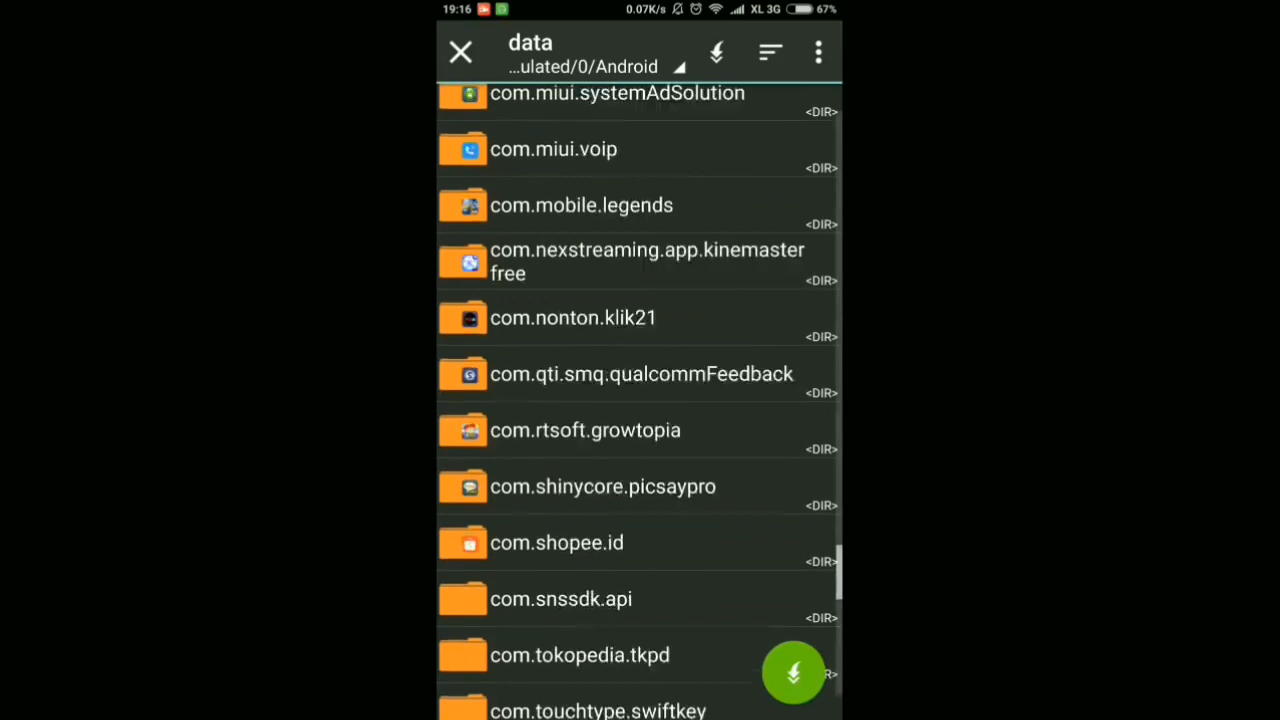 19:16 0.07K/s XL 3G 67%
data
...ulated/0/Android
com.miui.systemAdSolution
<DIR>
com.miui.voip
<DIR>
com.mobile.legends
<DIR>
com.nexstreaming.app.kinemaster
free
<DIR>
com.nonton.klik21
<DIR>
com.qti.smq.qualcommFeedback
<DIR>
com.rtsoft.growtopia
<DIR>
com.shinycore.picsaypro
<DIR>
com.shopee.id
<DIR>
com.snssdk.api
<DIR>
com.tokopedia.tkpd
R>
com.touchtype.swiftkey